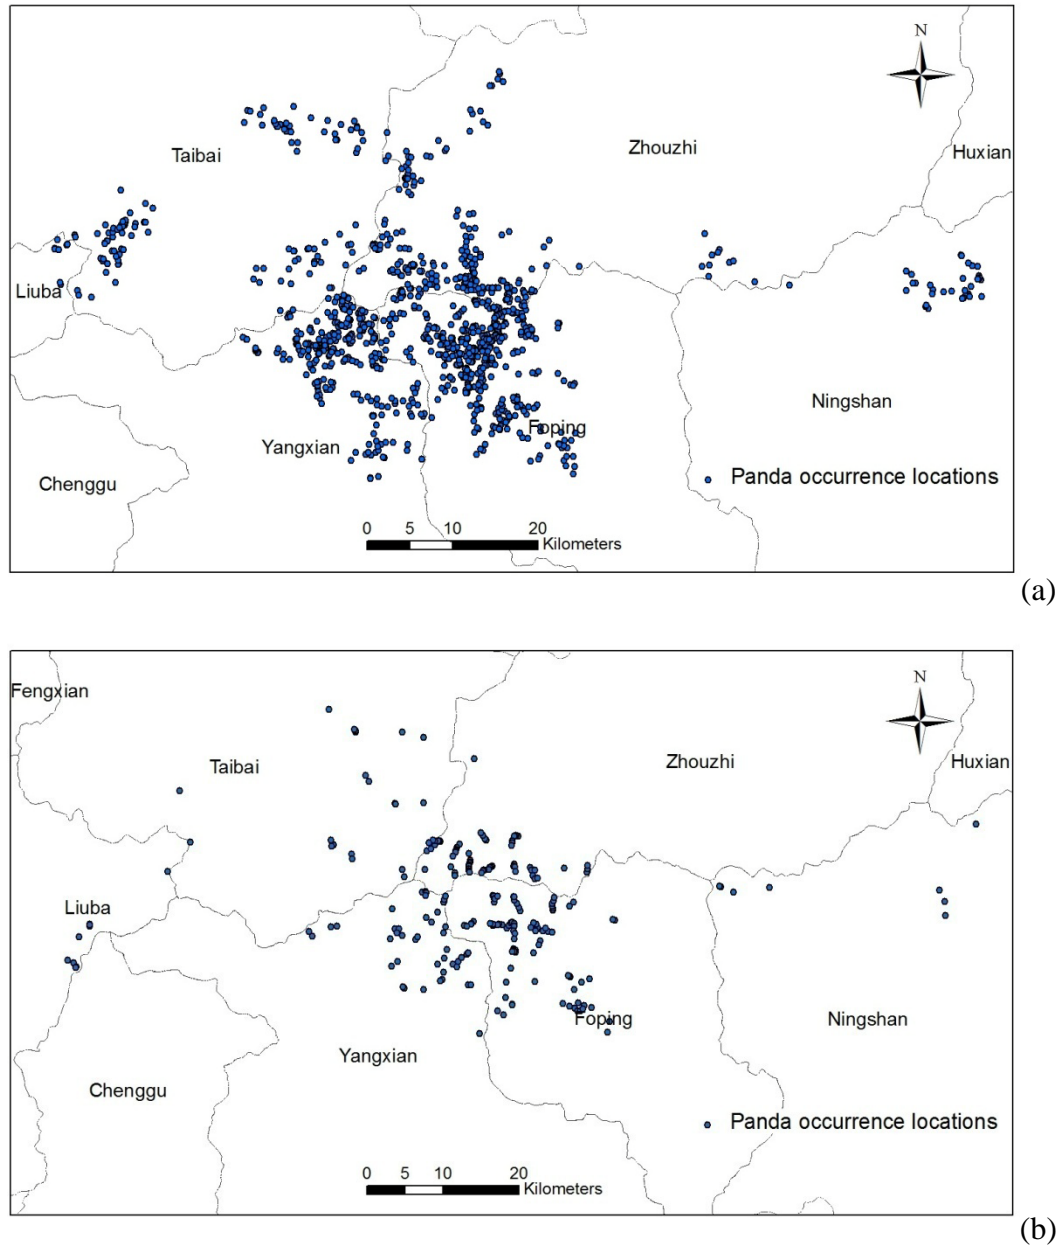 N
Taibai
Zhouzhi
Huxian
Liuba
Ningshan
Foping
Yangxian
Chenggu
Panda occurrence locations
0 5 10 20
Kilometers
(a)
Fengxian
N
Taibai
Zhouzhi
Huxian
Liuba
Foping
Ningshan
Yangxian
Chenggu
Panda occurrence locations
0 5 10 20
Kilometers
(b)